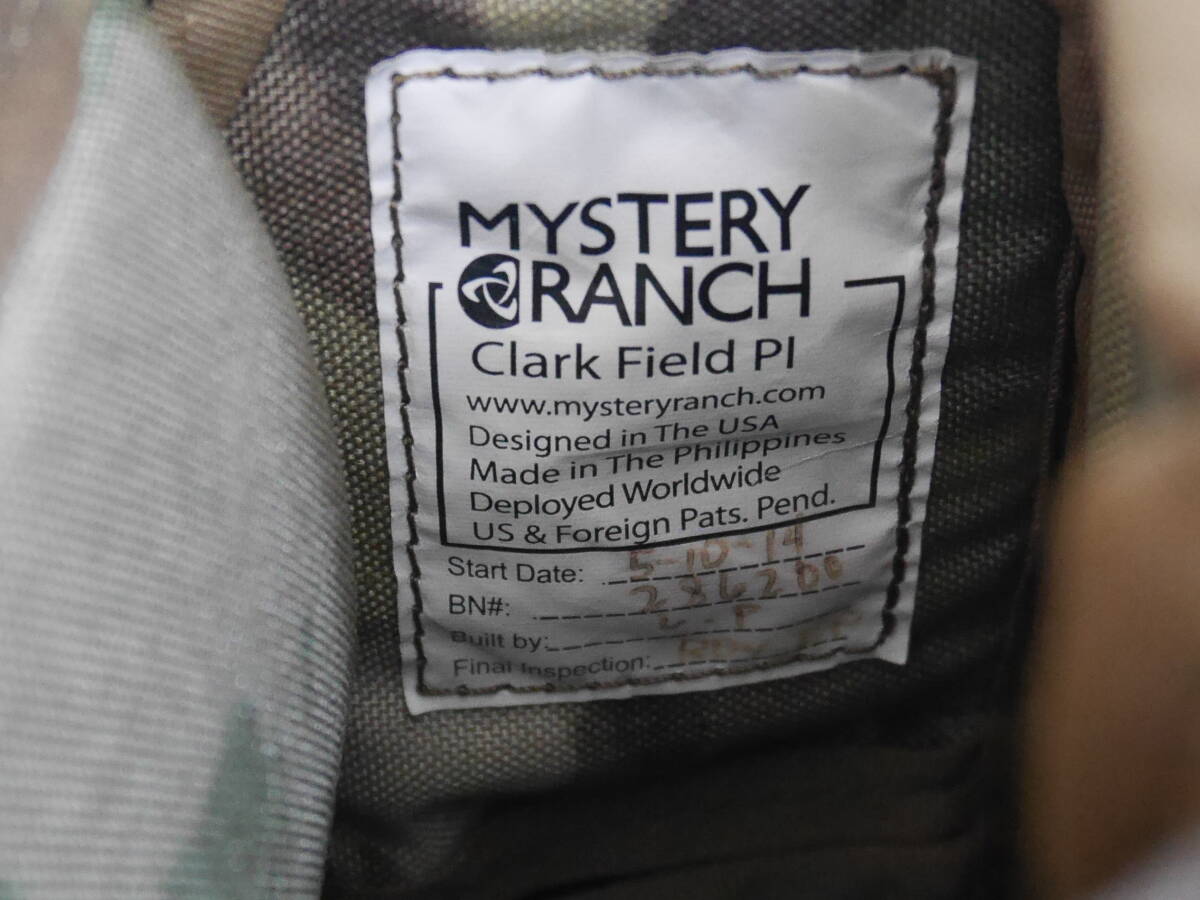 MYSTERY
RANCH
Clark Field PI
www.mysteryranch.com
Designed in The USA
Made in The Philippines
Deployed Worldwide
US & Foreign Pats. Pend.
Start Date: 5-10-14
BN#: 286200
Built by:
Final Inspection: